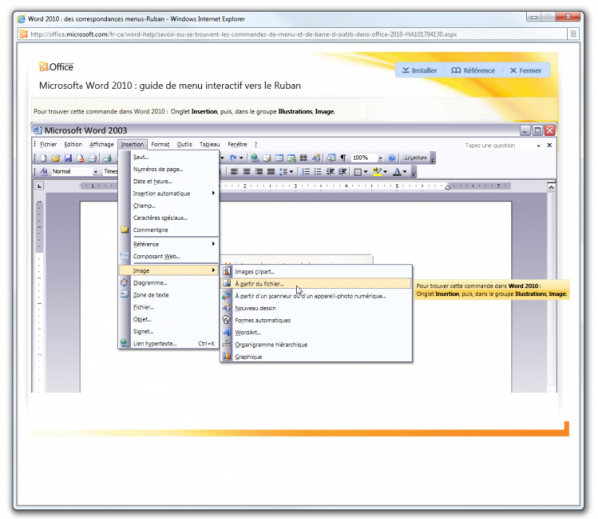 Word 2010 : des correspondances menus-Ruban - Windows Internet Explorer
http://office.microsoft.com/fr-ca/word-help/savoir-ou-se-trouvent-les-commandes-de-menu-et-de-barre-d-outils-dans-office-2010-HA101794130.aspx
Office
Installer Référence Fermer
Microsoft® Word 2010 : guide de menu interactif vers le Ruban
Pour trouver cette commande dans Word 2010 : Onglet Insertion, puis, dans le groupe Illustrations, Image.
Microsoft Word 2003
Fichier Edition Affichage Insertion Format Outils Tableau Fenêtre ?
Tapez une question
100% Lecture
Normal Times
Saut...
Numéros de page...
Date et heure...
Insertion automatique
Champ...
Caractères spéciaux...
Commentaire
Référence
Composant Web...
Image
Diagramme...
Zone de texte
Fichier...
Objet...
Signet...
Lien hypertexte... Ctrl+K
Images clipart...
À partir du fichier...
À partir d'un scanneur ou d'un appareil-photo numérique...
Nouveau dessin
Formes automatiques
WordArt...
Organigramme hiérarchique
Graphique
Pour trouver cette commande dans Word 2010 :
Onglet Insertion, puis, dans le groupe Illustrations, Image.